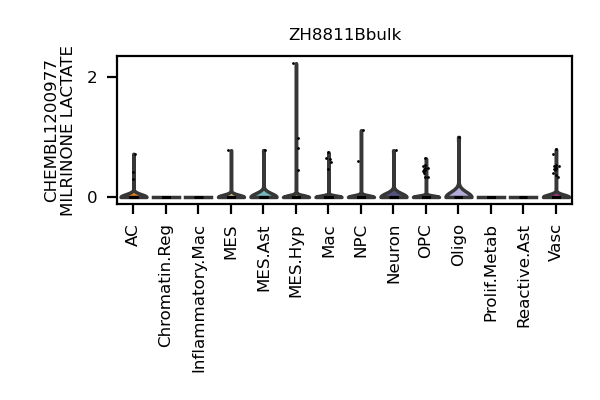 ZH8811Bbulk
CHEMBL1200977
MILRINONE LACTATE
2
0
AC
Chromatin.Reg
Inflammatory.Mac
MES
MES.Ast
MES.Hyp
Mac
NPC
Neuron
OPC
Oligo
Prolif.Metab
Reactive.Ast
Vasc